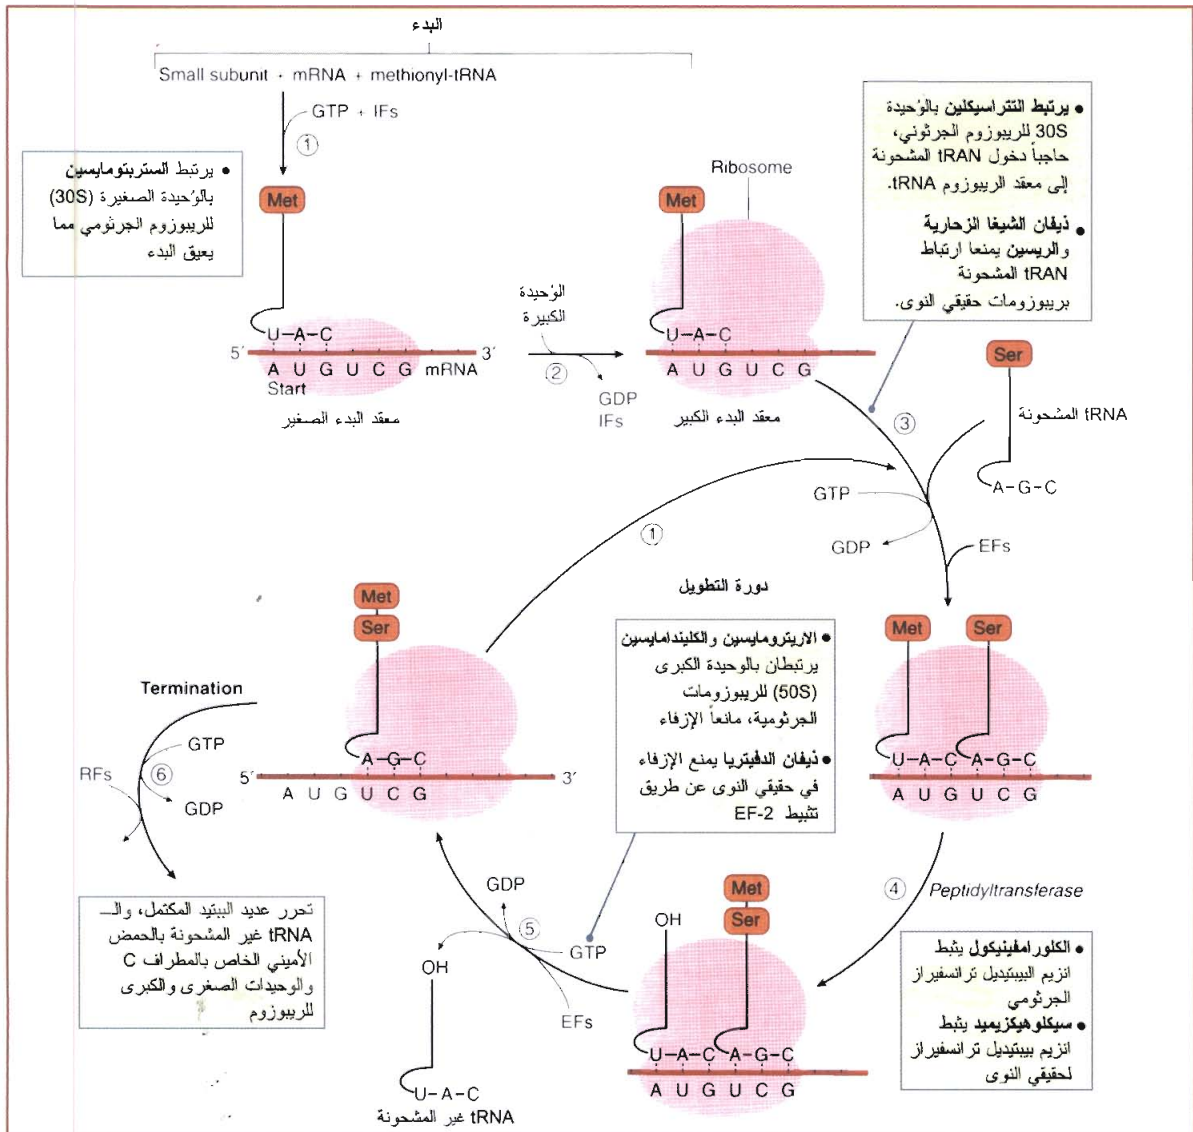 البدء
Small subunit + mRNA + methionyl-tRNA
GTP + IFs
①
• يرتبط الستربتومايسين
بالوُحيدة الصغيرة (30S)
للريبوزوم الجرثومي مما
يعيق البدء
Met
U-A-C
5′
3′
A U G U C G mRNA
Start
معقد البدء الصغير
الوُحيدة
الكبيرة
②
GDP
IFs
Ribosome
Met
U-A-C
A U G U C G
معقد البدء الكبير
• يرتبط التتراسيكلين بالوُحيدة
30S للريبوزوم الجرثوني،
حاجباً دخول tRAN المشحونة
إلى معقد الريبوزوم tRNA.
• ذيفان الشيغا الزحارية
والريسين يمنعا ارتباط
tRAN المشحونة
بريبوزومات حقيقي النوى.
③
Ser
tRNA المشحونة
A-G-C
GTP
GDP
EFs
①
دورة التطويل
Met
Ser
U-A-C A-G-C
A U G U C G
④
Peptidyltransferase
• الكلورامفينيكول يثبط
انزيم الببيتيديل ترانسفيراز
الجرثومي
• سيكلوهيكزيميد يثبط
انزيم بيبتيديل ترانسفيراز
لحقيقي النوى
• الاريترومايسين والكليندامايسين
يرتبطان بالوحيدة الكبرى
(50S) للريبوزومات
الجرثومية، مانعاً الإزفاء
• ذيفان الدفيتريا يمنع الإزفاء
في حقيقي النوى عن طريق
تثبيط EF-2
Met
Ser
OH
U-A-C A-G-C
A U G U C G
⑤
GDP
GTP
EFs
OH
U-A-C
tRNA غير المشحونة
Met
Ser
A-G-C
5′
3′
A U G U C G
Termination
GTP
⑥
RFs
GDP
تحرر عديد الببتيد المكتمل، والـ
tRNA غير المشحونة بالحمض
الأميني الخاص بالمطراف C
والوحيدات الصغرى والكبرى
للريبوزوم